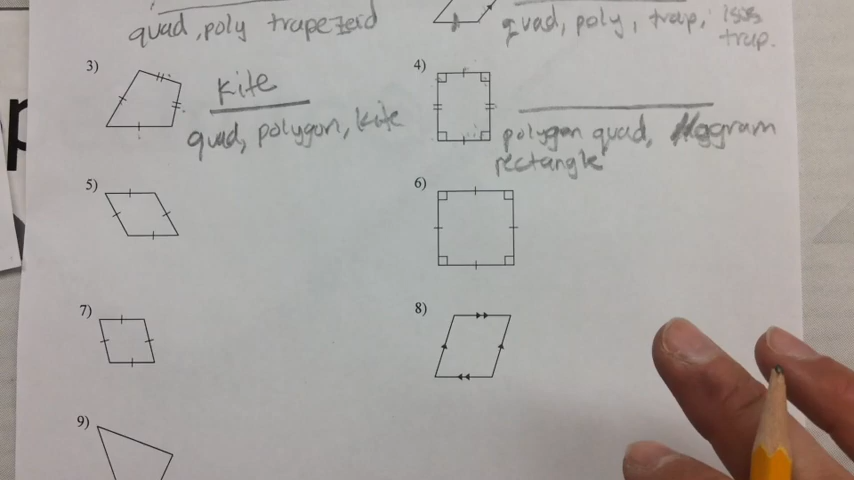 quad, poly trapezoid
quad, poly, trap, isos
trap.
3)
kite
quad, polygon, kite
4)
polygon quad, //ogram
rectangle
5)
6)
7)
8)
9)
p